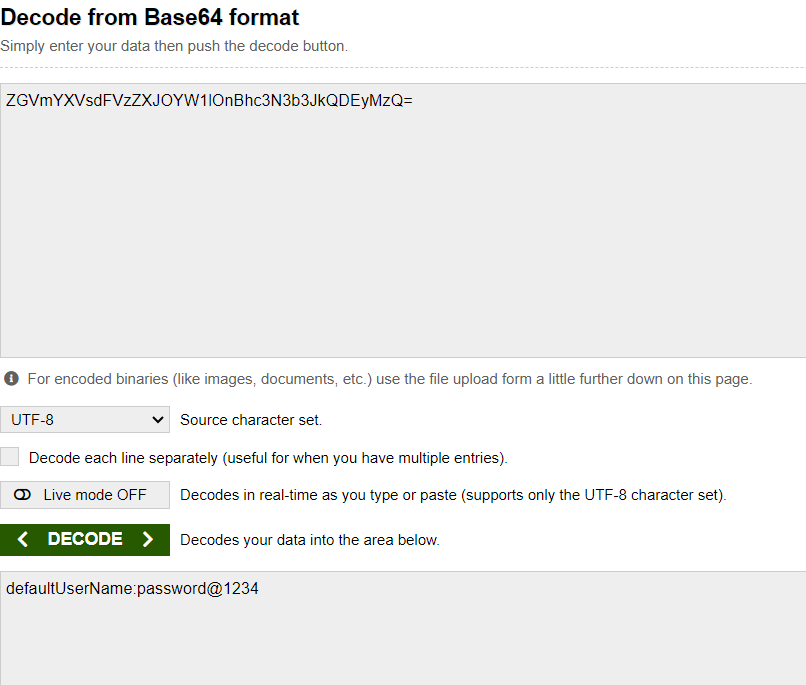 Decode from Base64 format
Simply enter your data then push the decode button.
ZGVmYXVsdFVzZXJOYW1lOnBhc3N3b3JkQDEyMzQ=
For encoded binaries (like images, documents, etc.) use the file upload form a little further down on this page.
UTF-8 Source character set.
Decode each line separately (useful for when you have multiple entries).
Live mode OFF Decodes in real-time as you type or paste (supports only the UTF-8 character set).
< DECODE > Decodes your data into the area below.
defaultUserName:password@1234